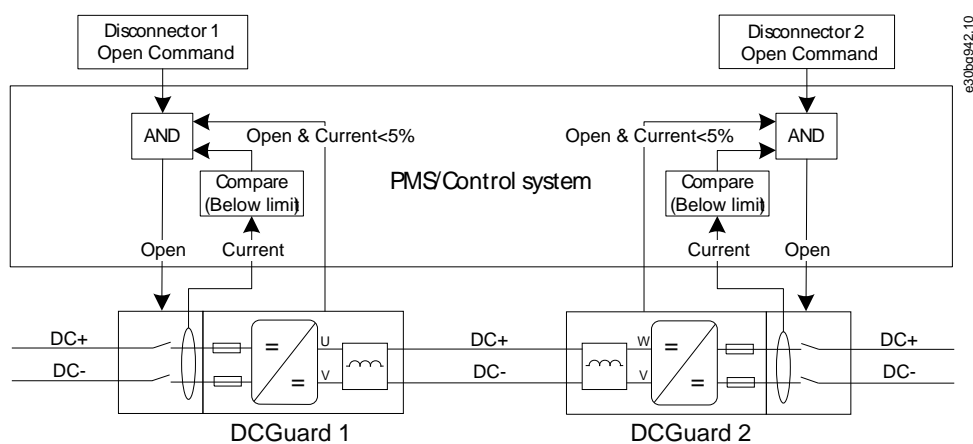 Disconnector 1
Open Command
Disconnector 2
Open Command
e30bg942.10
AND
Open & Current<5%
Open & Current<5%
AND
Compare
(Below limit)
PMS/Control system
Compare
(Below limit)
Open
Current
Current
Open
DC+
DC-
=
=
U
V
DC+
DC-
W
V
=
=
DC+
DC-
DCGuard 1
DCGuard 2